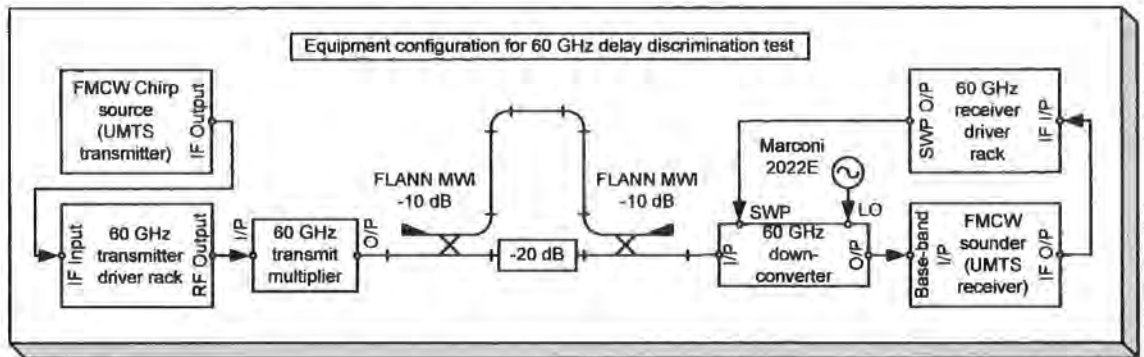 Equipment configuration for 60 GHz delay discrimination test
FMCW Chirp
source
(UMTS
transmitter)
IF Output
IF Input
60 GHz
transmitter
driver rack
RF Output
I/P
60 GHz
transmit
multiplier
O/P
FLANN MWI
-10 dB
-20 dB
FLANN MWI
-10 dB
SWP O/P
60 GHz
receiver
driver
rack
IF I/P
Marconi
2022E
SWP
LO
I/P
60 GHz
down-
converter
O/P
Base-band
I/P
FMCW
sounder
(UMTS
receiver)
IF O/P